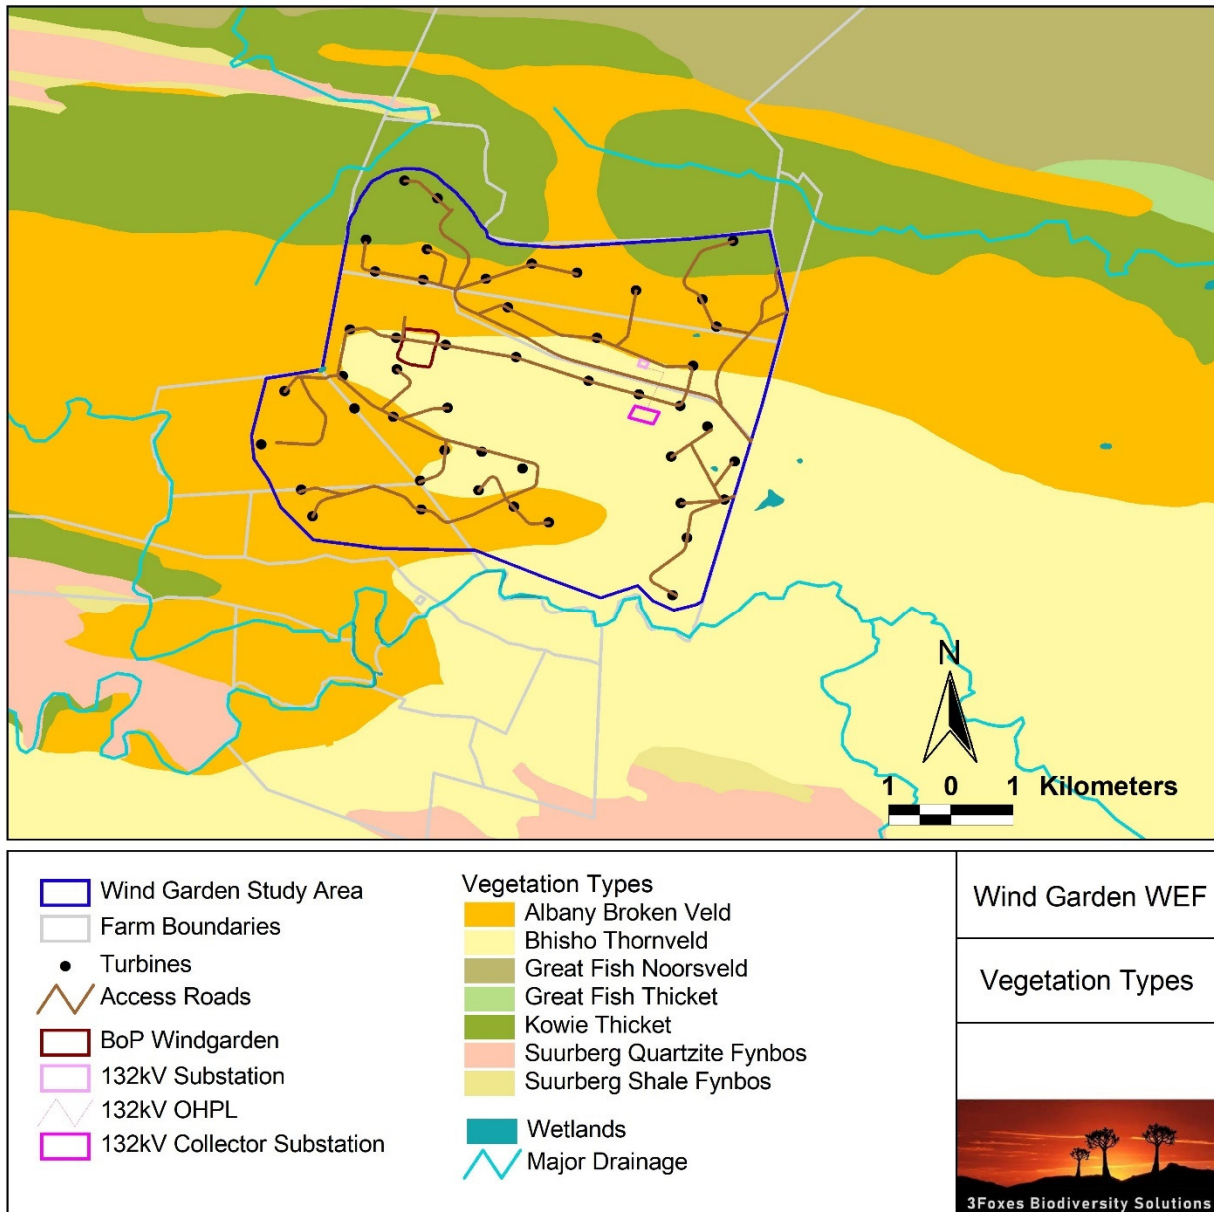 N
1 0 1 Kilometers
Wind Garden Study Area
Farm Boundaries
Turbines
Access Roads
BoP Windgarden
132kV Substation
132kV OHPL
132kV Collector Substation
Vegetation Types
Albany Broken Veld
Bhisho Thornveld
Great Fish Noorsveld
Great Fish Thicket
Kowie Thicket
Suurberg Quartzite Fynbos
Suurberg Shale Fynbos
Wetlands
Major Drainage
Wind Garden WEF
Vegetation Types
3Foxes Biodiversity Solutions